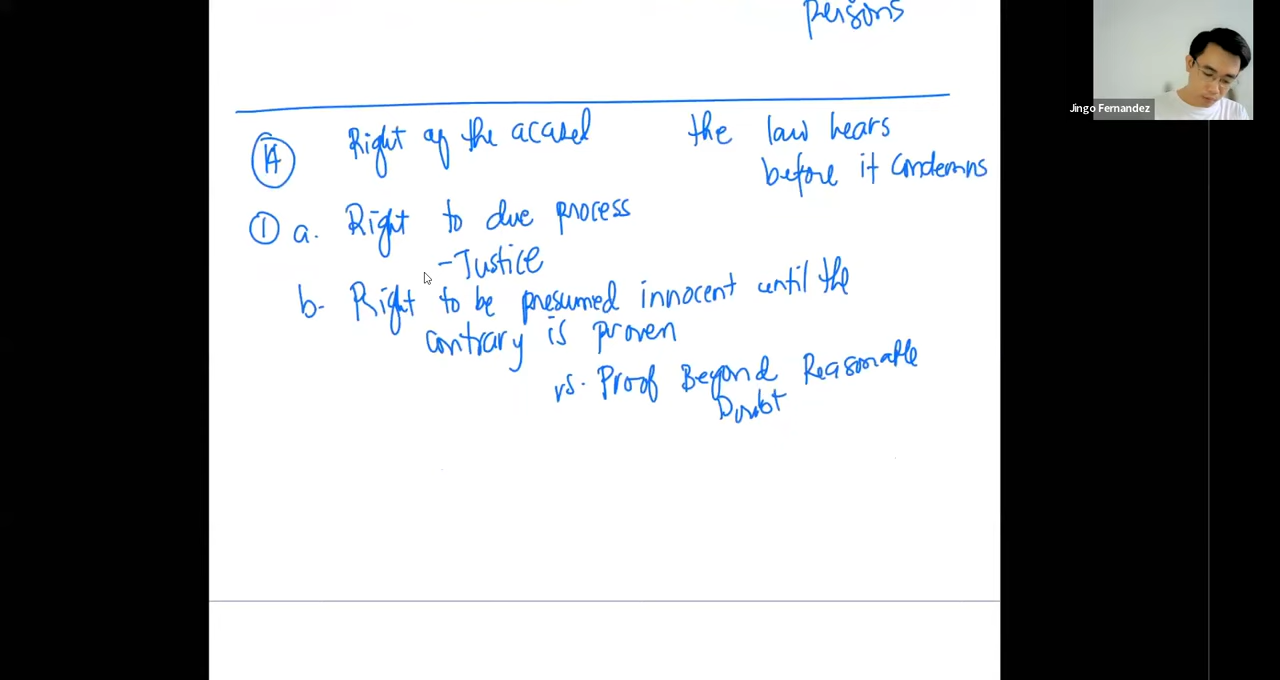 persons
Jingo Fernandez
14 Right of the accused the law hears
before it condemns
1 a. Right to due process
- Justice
b- Right to be presumed innocent until the
contrary is proven
vs. Proof Beyond Reasonable
Doubt